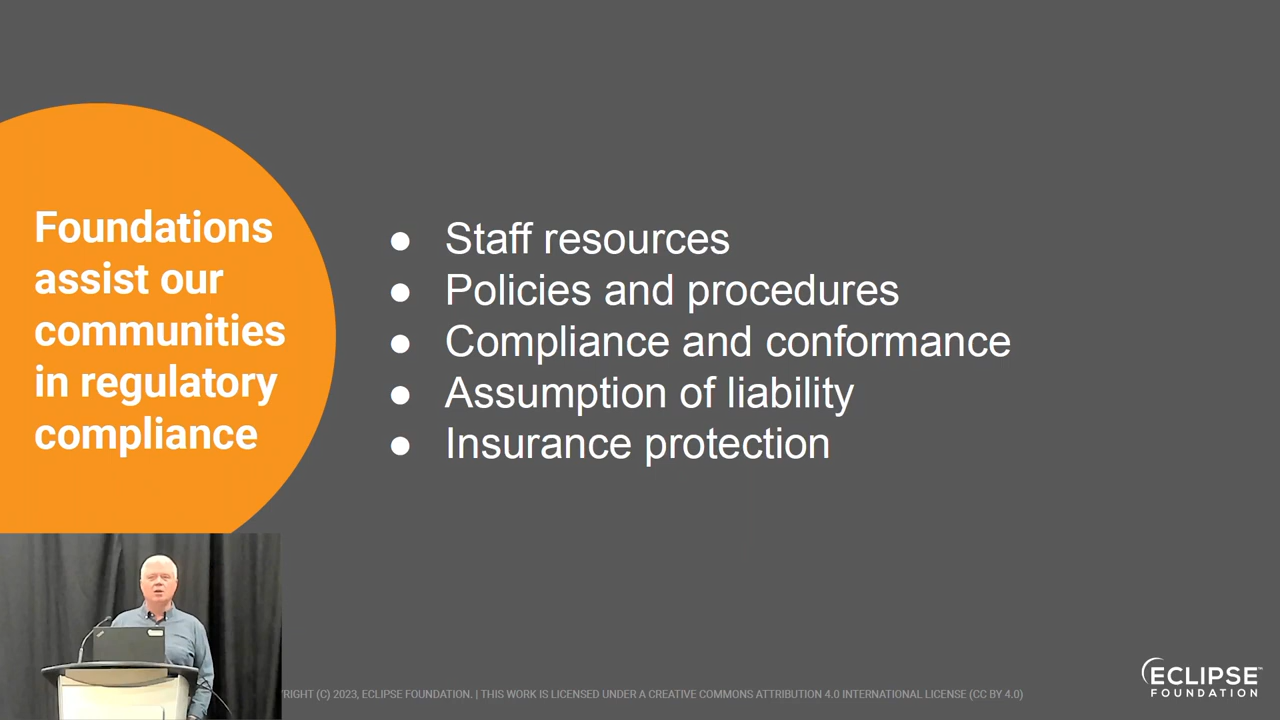 Foundations
assist our
communities
in regulatory
compliance
● Staff resources
● Policies and procedures
● Compliance and conformance
● Assumption of liability
● Insurance protection
(C) 2023, ECLIPSE FOUNDATION. | THIS WORK IS LICENSED UNDER A CREATIVE COMMONS ATTRIBUTION 4.0 INTERNATIONAL LICENSE (CC BY 4.0)
ECLIPSE™
FOUNDATION